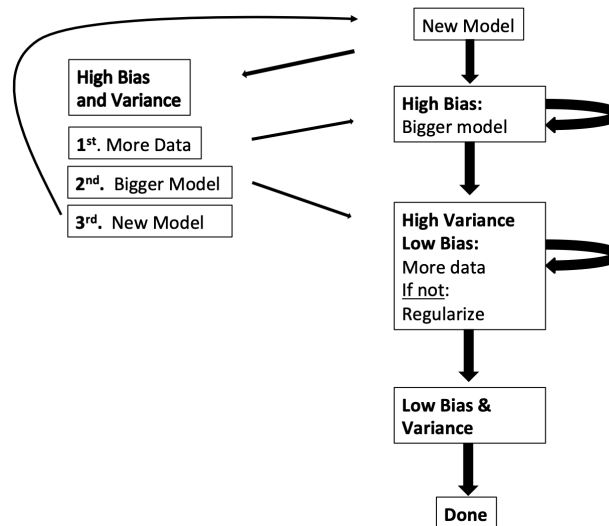 New Model
High Bias
and Variance
1st. More Data
2nd. Bigger Model
3rd. New Model
High Bias:
Bigger model
High Variance
Low Bias:
More data
If not:
Regularize
Low Bias &
Variance
Done